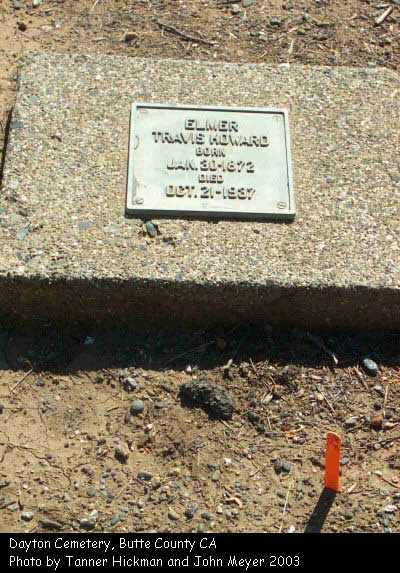 ELMER
TRAVIS HOWARD
BORN
JAN. 30-1872
DIED
OCT. 21-1937
Dayton Cemetery, Butte County CA
Photo by Tanner Hickman and John Meyer 2003